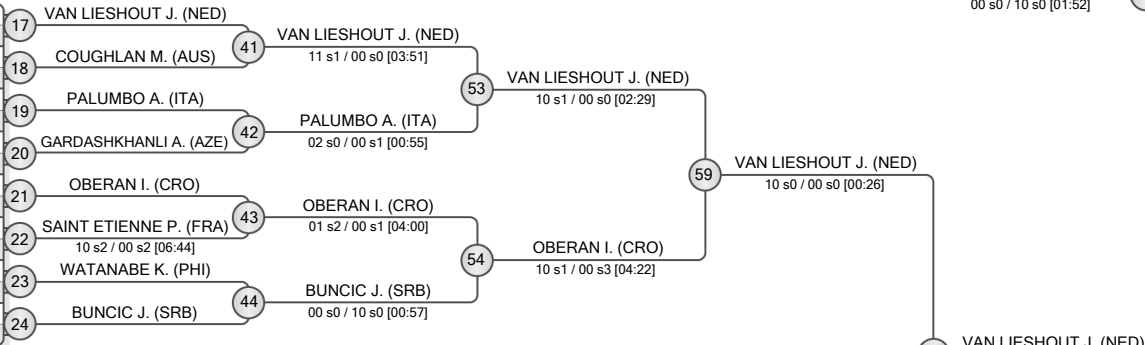 00 s0 / 10 s0 [01:52]
17
VAN LIESHOUT J. (NED)
41
VAN LIESHOUT J. (NED)
11 s1 / 00 s0 [03:51]
18
COUGHLAN M. (AUS)
53
VAN LIESHOUT J. (NED)
10 s1 / 00 s0 [02:29]
19
PALUMBO A. (ITA)
42
PALUMBO A. (ITA)
02 s0 / 00 s1 [00:55]
20
GARDASHKHANLI A. (AZE)
59
VAN LIESHOUT J. (NED)
10 s0 / 00 s0 [00:26]
21
OBERAN I. (CRO)
43
OBERAN I. (CRO)
01 s2 / 00 s1 [04:00]
22
SAINT ETIENNE P. (FRA)
10 s2 / 00 s2 [06:44]
54
OBERAN I. (CRO)
10 s1 / 00 s3 [04:22]
23
WATANABE K. (PHI)
44
BUNCIC J. (SRB)
00 s0 / 10 s0 [00:57]
24
BUNCIC J. (SRB)
VAN LIESHOUT J. (NED)